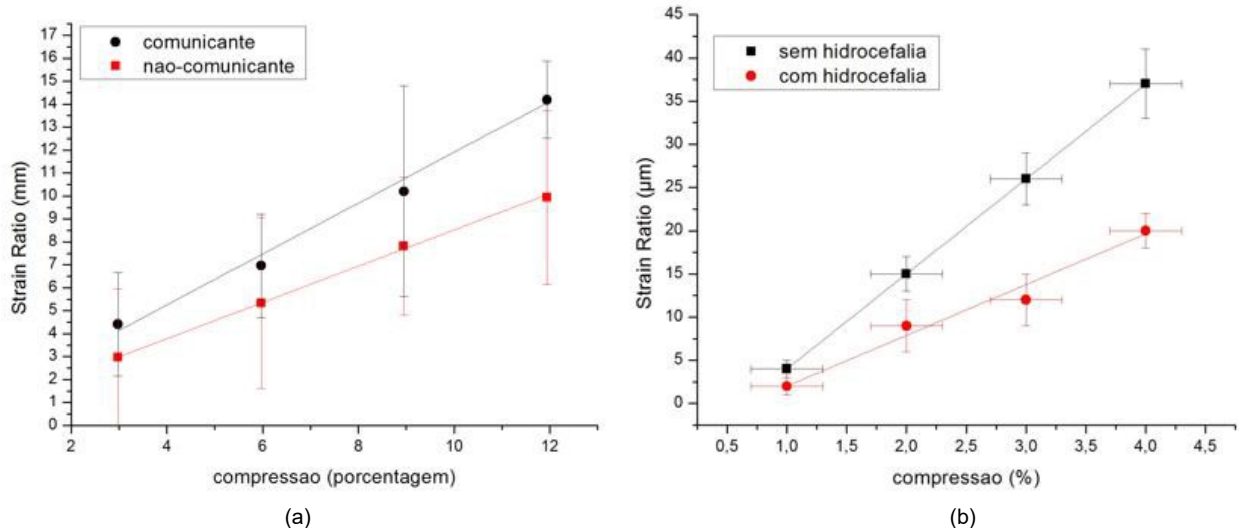 17
16
15
14
13
12
11
10
9
8
7
6
5
4
3
2
1
0
Strain Ratio (mm)
comunicante
nao-comunicante
2 4 6 8 10 12
compressao (porcentagem)
(a)
45
40
35
30
25
20
15
10
5
0
Strain Ratio (µm)
sem hidrocefalia
com hidrocefalia
0,5 1,0 1,5 2,0 2,5 3,0 3,5 4,0 4,5
compressao (%)
(b)